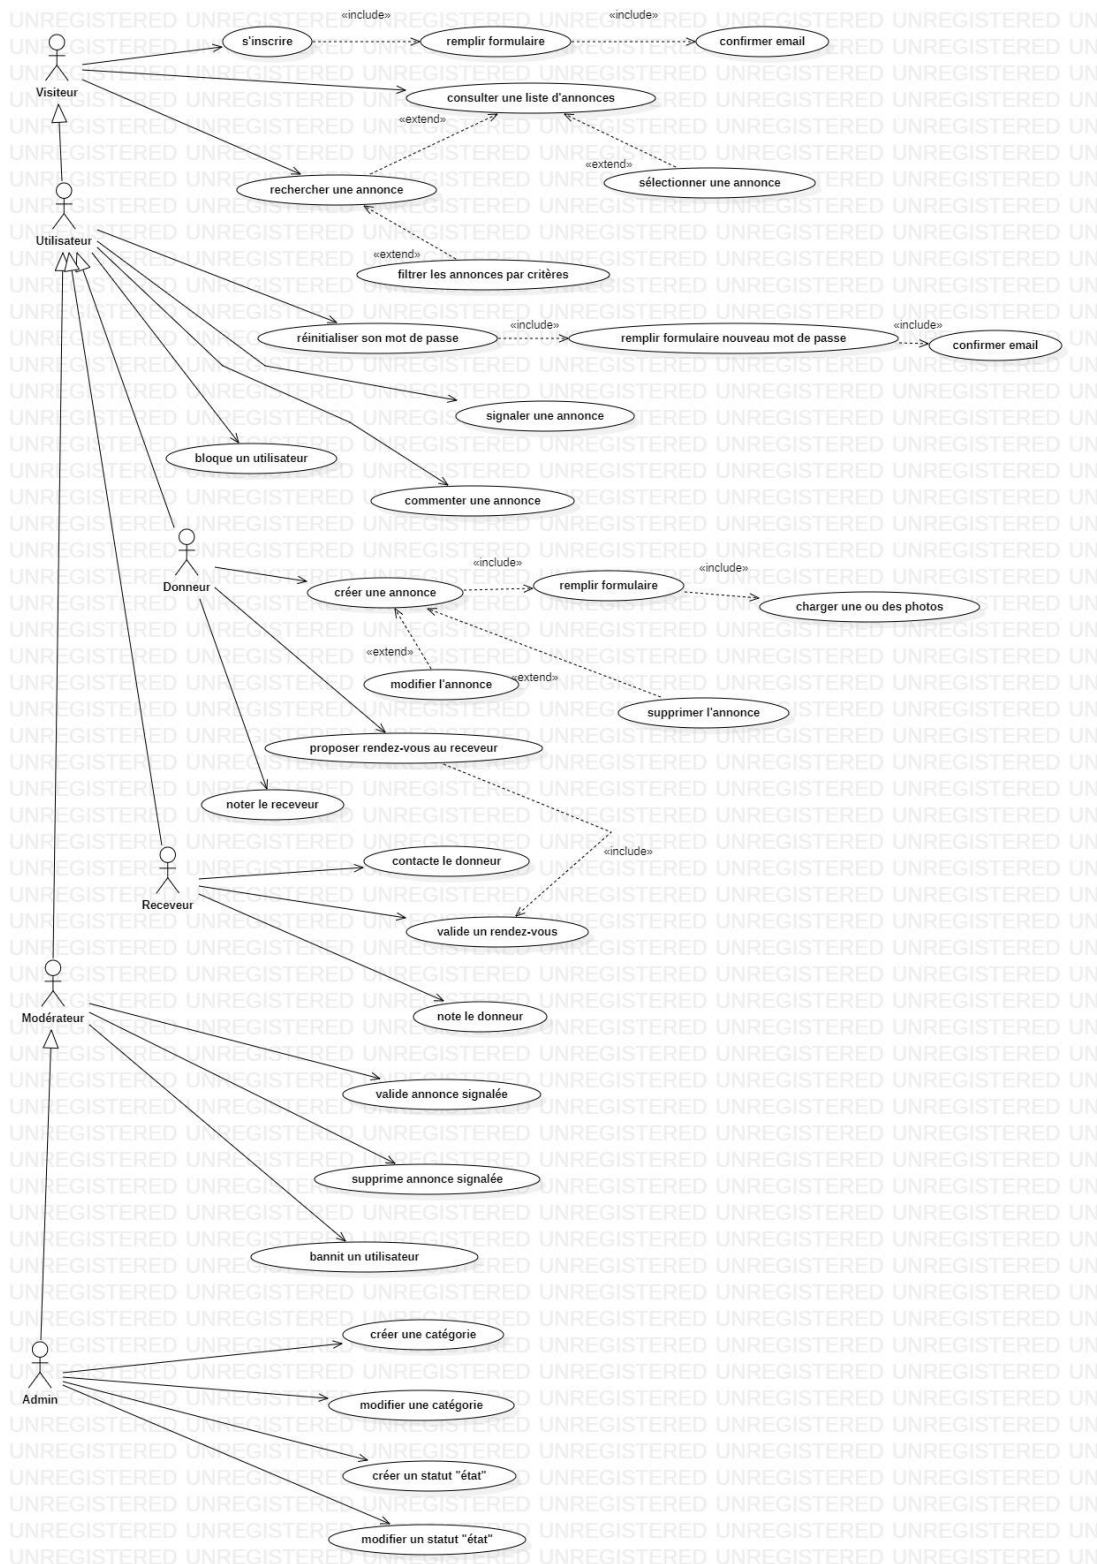 «include»
«include»
s'inscrire
remplir formulaire
confirmer email
Visiteur
consulter une liste d'annonces
«extend»
«extend»
rechercher une annonce
sélectionner une annonce
Utilisateur
«extend»
filtrer les annonces par critères
«include»
«include»
réinitialiser son mot de passe
remplir formulaire nouveau mot de passe
confirmer email
signaler une annonce
bloque un utilisateur
commenter une annonce
«include»
«include»
Donneur
créer une annonce
remplir formulaire
charger une ou des photos
«extend»
«extend»
modifier l'annonce
supprimer l'annonce
proposer rendez-vous au receveur
noter le receveur
«include»
contacte le donneur
Receveur
valide un rendez-vous
note le donneur
Modérateur
valide annonce signalée
supprime annonce signalée
bannit un utilisateur
créer une catégorie
Admin
modifier une catégorie
créer un statut "état"
modifier un statut "état"
UNREGISTERED